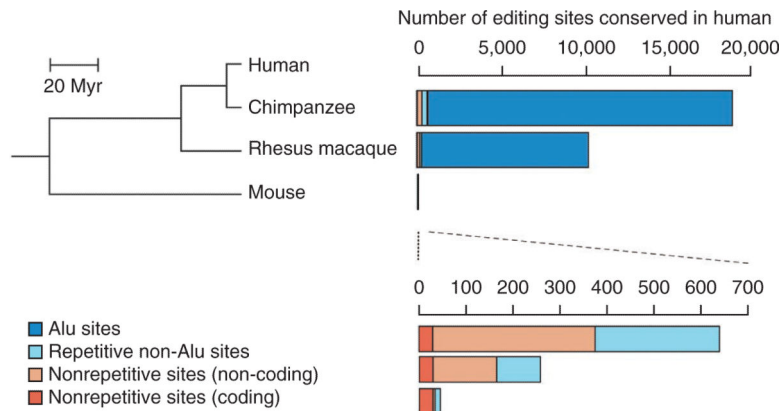 Number of editing sites conserved in human
0 5,000 10,000 15,000 20,000
20 Myr
Human
Chimpanzee
Rhesus macaque
Mouse
0 100 200 300 400 500 600 700
Alu sites
Repetitive non-Alu sites
Nonrepetitive sites (non-coding)
Nonrepetitive sites (coding)